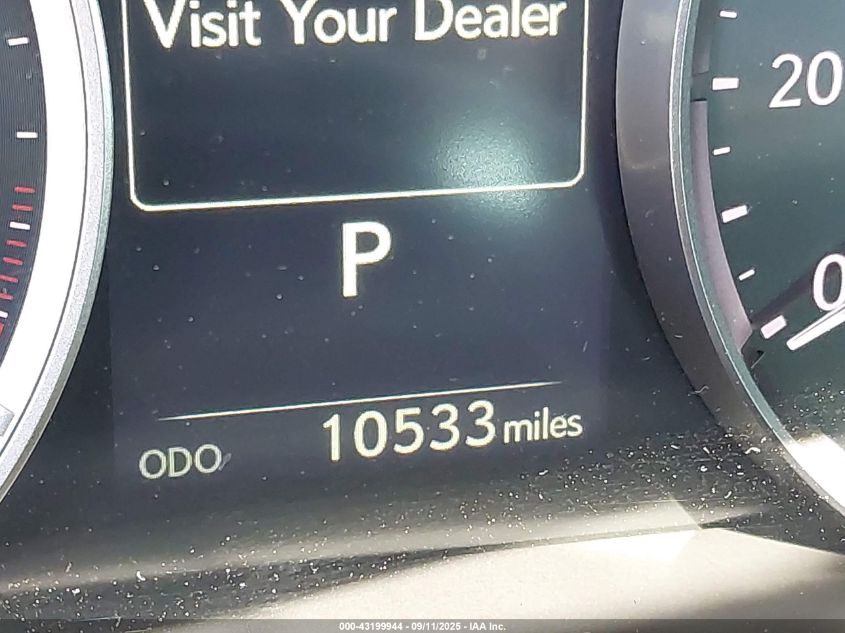 Visit Your Dealer
20
P
0
ODO 10533 miles
000-43199944 - 09/11/2025 - IAA Inc.